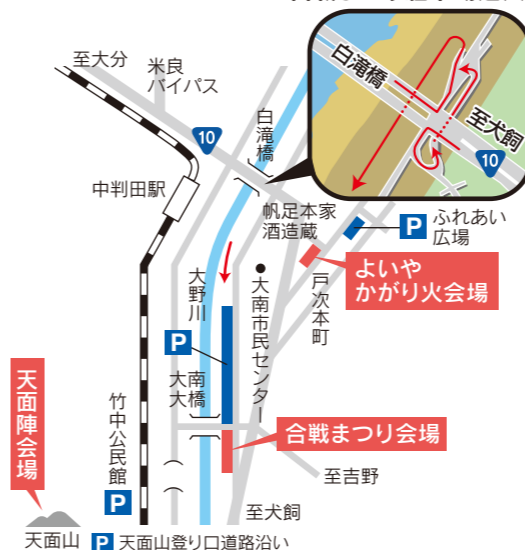 至大分
米良
バイパス
10
白滝橋
白滝橋
至犬飼
10
中判田駅
帆足本家
酒造蔵
P
ふれあい
広場
よいや
かがり火会場
戸次本町
大野川
大南市民センター
P
大南
大橋
天面陣会場
竹中公民館
P
合戦まつり会場
至吉野
至犬飼
天面山
P 天面山登り口道路沿い